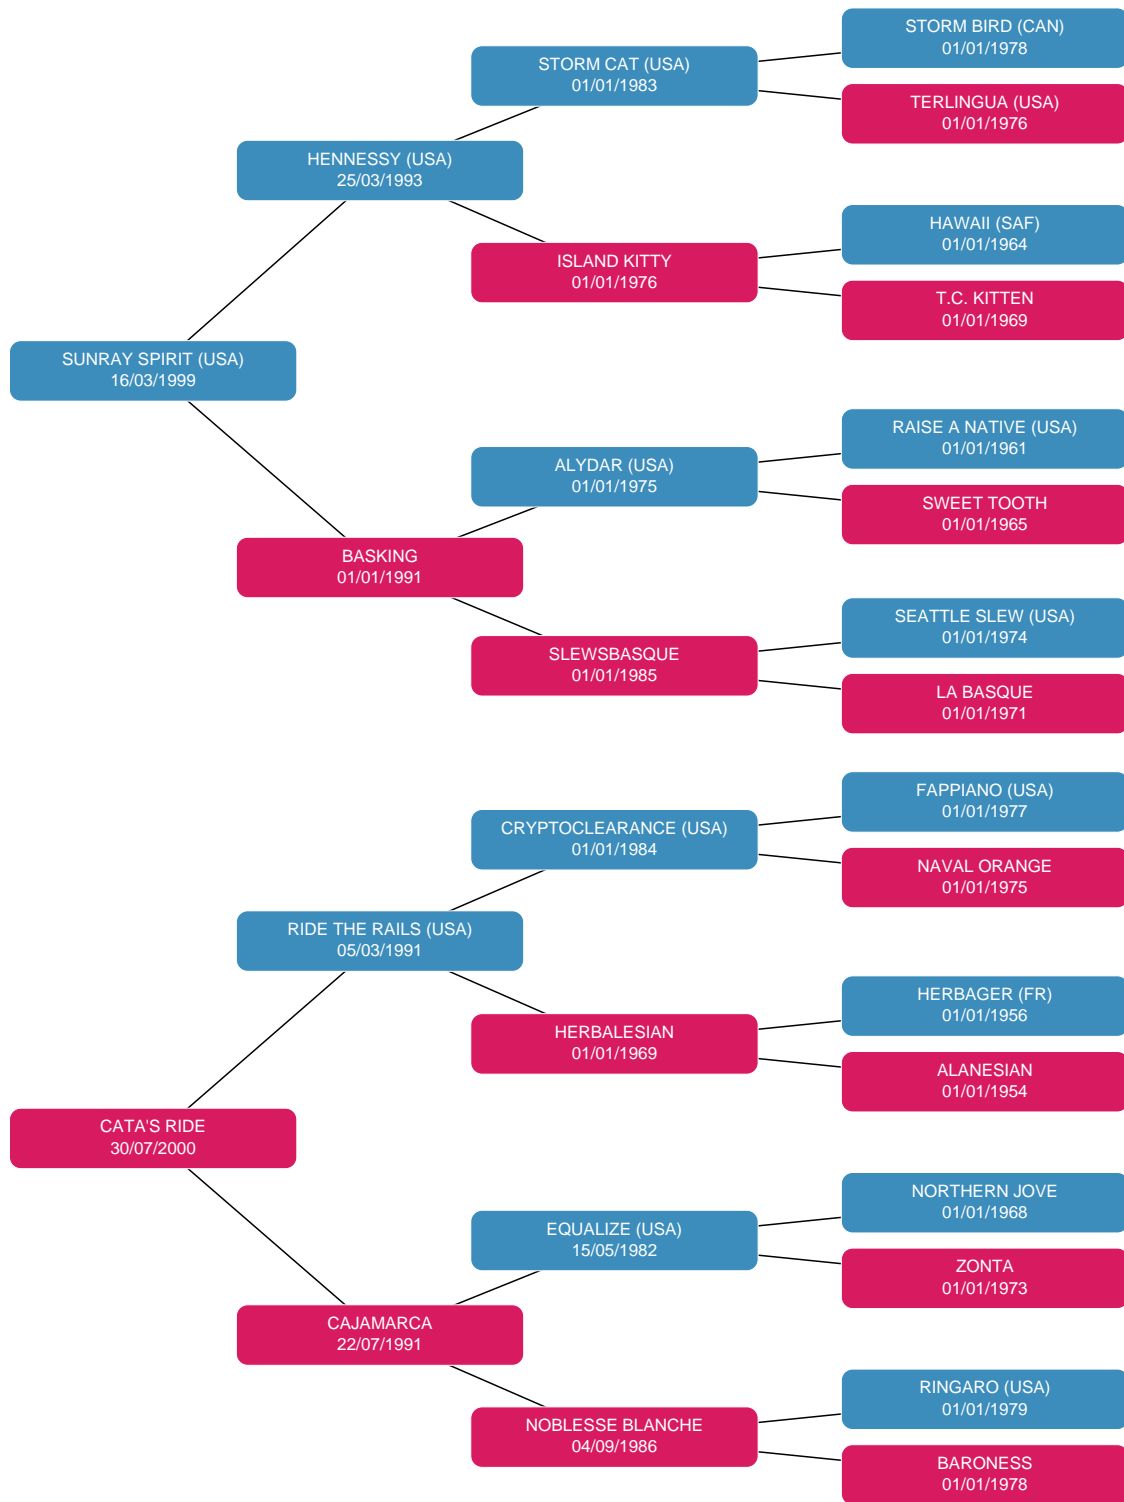 STORM BIRD (CAN)
01/01/1978
STORM CAT (USA)
01/01/1983
TERLINGUA (USA)
01/01/1976
HENNESSY (USA)
25/03/1993
HAWAII (SAF)
01/01/1964
ISLAND KITTY
01/01/1976
T.C. KITTEN
01/01/1969
SUNRAY SPIRIT (USA)
16/03/1999
RAISE A NATIVE (USA)
01/01/1961
ALYDAR (USA)
01/01/1975
SWEET TOOTH
01/01/1965
BASKING
01/01/1991
SEATTLE SLEW (USA)
01/01/1974
SLEWSBASQUE
01/01/1985
LA BASQUE
01/01/1971
FAPPIANO (USA)
01/01/1977
CRYPTOCLEARANCE (USA)
01/01/1984
NAVAL ORANGE
01/01/1975
RIDE THE RAILS (USA)
05/03/1991
HERBAGER (FR)
01/01/1956
HERBALESIAN
01/01/1969
ALANESIAN
01/01/1954
CATA'S RIDE
30/07/2000
NORTHERN JOVE
01/01/1968
EQUALIZE (USA)
15/05/1982
ZONTA
01/01/1973
CAJAMARCA
22/07/1991
RINGARO (USA)
01/01/1979
NOBLESSE BLANCHE
04/09/1986
BARONESS
01/01/1978